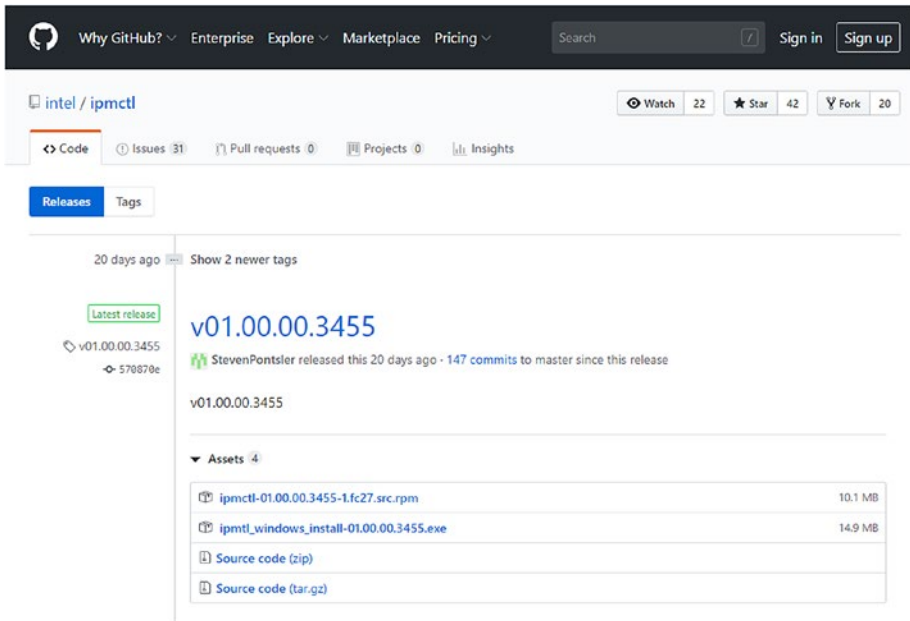 Why GitHub? Enterprise Explore Marketplace Pricing Search / Sign in Sign up
intel / ipmctl Watch 22 Star 42 Fork 20
<> Code Issues 31 Pull requests 0 Projects 0 Insights
Releases Tags
20 days ago ... Show 2 newer tags
Latest release
v01.00.00.3455
v01.00.00.3455
570870e
StevenPontsler released this 20 days ago · 147 commits to master since this release
v01.00.00.3455
Assets 4
ipmctl-01.00.00.3455-1.fc27.src.rpm 10.1 MB
ipmtl_windows_install-01.00.00.3455.exe 14.9 MB
Source code (zip)
Source code (tar.gz)